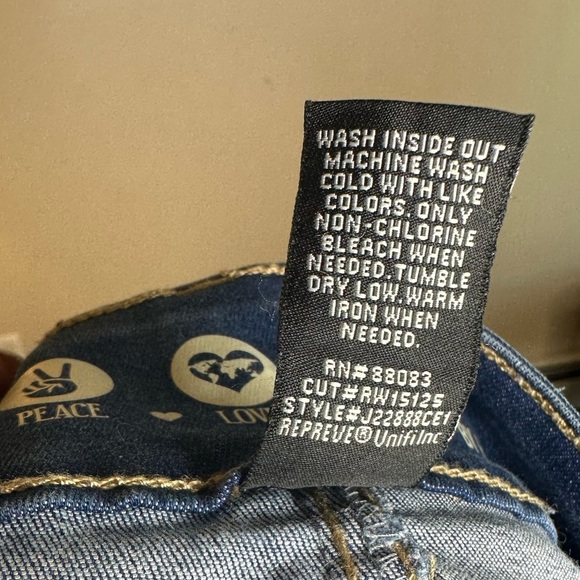 WASH INSIDE OUT
MACHINE WASH
COLD WITH LIKE
COLORS. ONLY
NON-CHLORINE
BLEACH WHEN
NEEDED.TUMBLE
DRY LOW.WARM
IRON WHEN
NEEDED.
RN#88083
CUT#RW15125
STYLE#J22888CE1
REPREVE®Unifi,Inc
PEACE
LOV